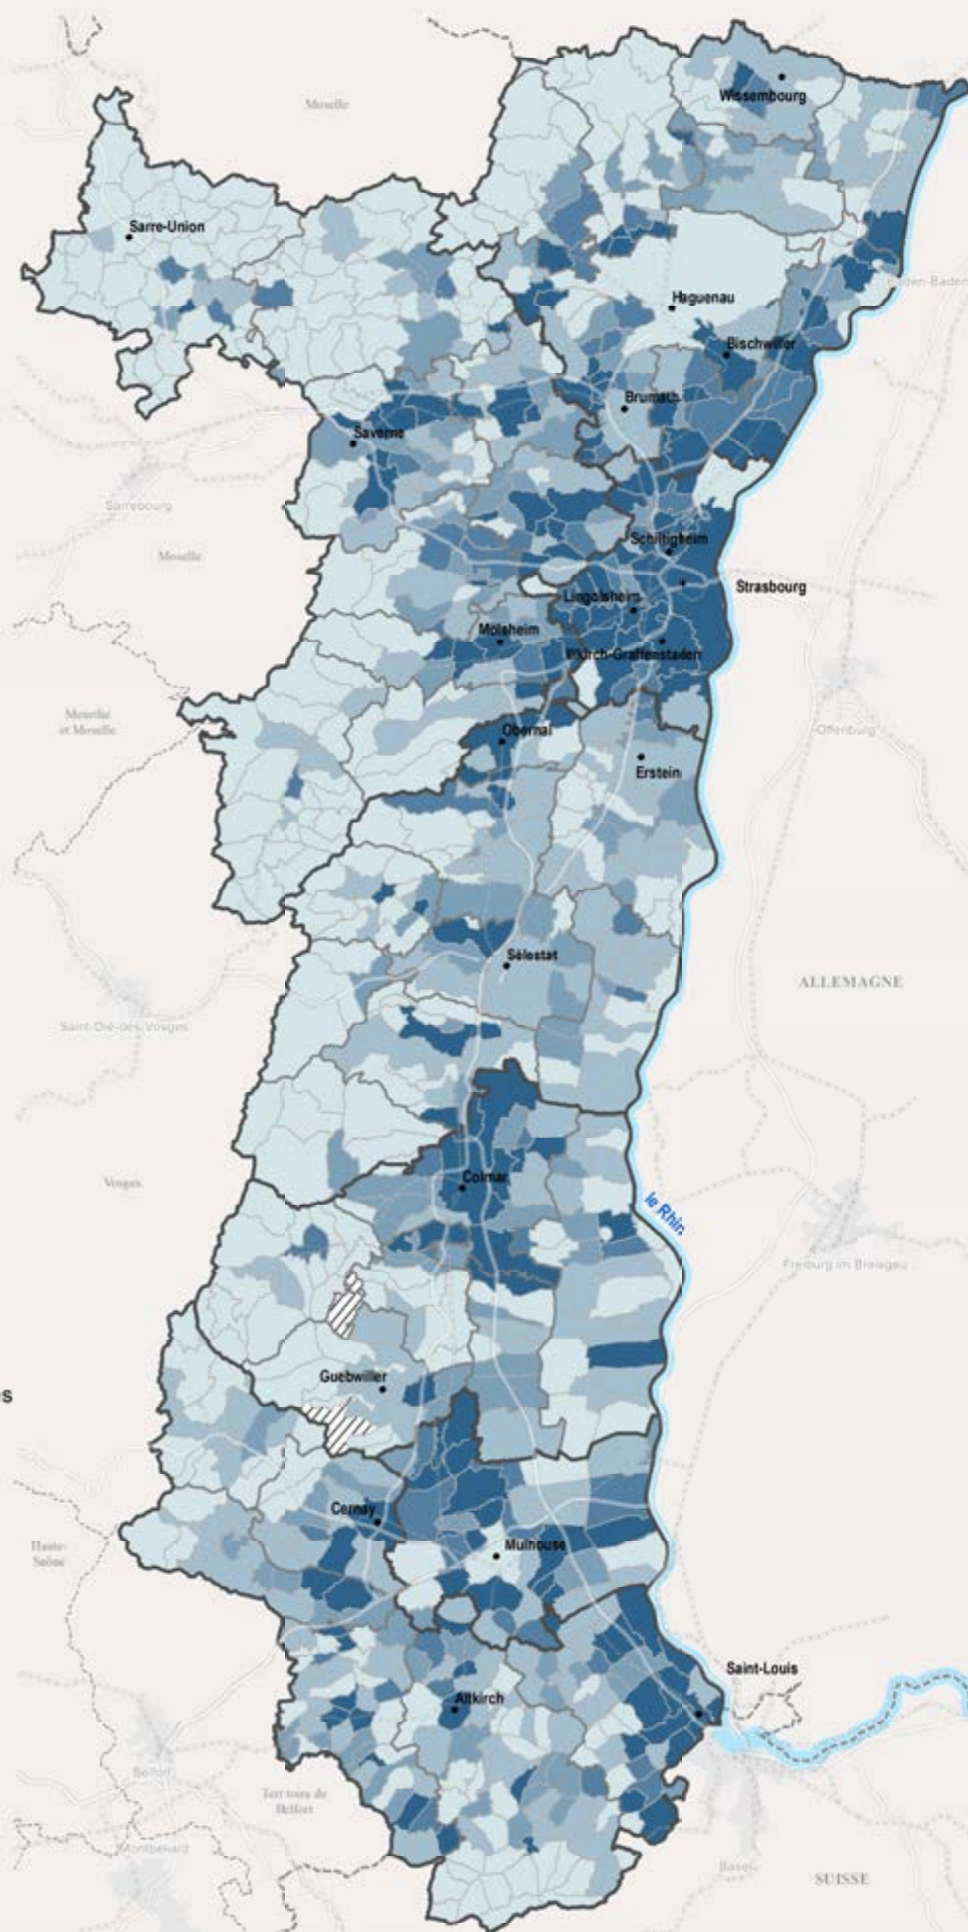 Moselle
Wissembourg
Sarre-Union
Haguenau
Baden-Baden
Bischwiller
Brumath
Saverne
Sarrebourg
Schiltigheim
Moselle
Strasbourg
Lingolsheim
Molsheim
Illkirch-Graffenstaden
Meurthe
et Moselle
Offenburg
Obernai
Erstein
Sélestat
ALLEMAGNE
Saint-Dié-des-Vosges
Colmar
Vosges
le Rhin
Freiburg im Breisgau
Guebwiller
s
Cernay
Mulhouse
Haute-
Saône
Saint-Louis
Altkirch
Belfort
Territoire de
Belfort
Montbéliard
Basel
SUISSE